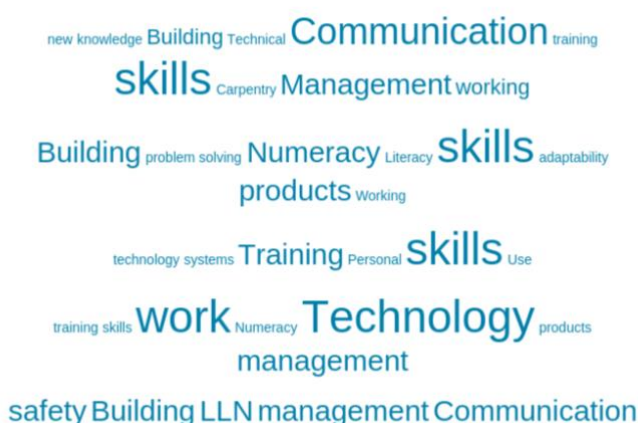 new knowledge Building Technical Communication training
skills Carpentry Management working
Building problem solving Numeracy Literacy skills adaptability
products Working
technology systems Training Personal skills Use
training skills work Numeracy Technology products
management
safety Building LLN management Communication